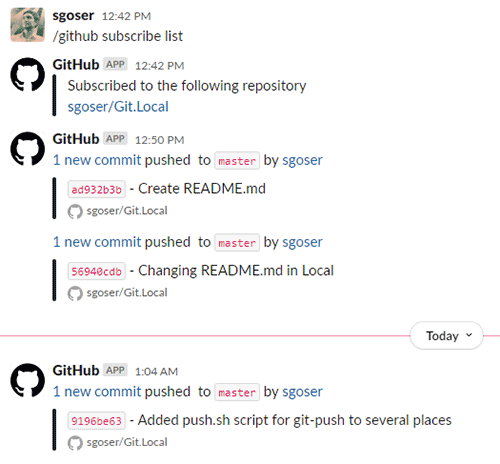 sgoser 12:42 PM
/github subscribe list
GitHub APP 12:42 PM
Subscribed to the following repository
sgoser/Git.Local
GitHub APP 12:50 PM
1 new commit pushed to master by sgoser
ad932b3b - Create README.md
sgoser/Git.Local
1 new commit pushed to master by sgoser
56940cdb - Changing README.md in Local
sgoser/Git.Local
Today
GitHub APP 1:04 AM
1 new commit pushed to master by sgoser
9196be63 - Added push.sh script for git-push to several places
sgoser/Git.Local